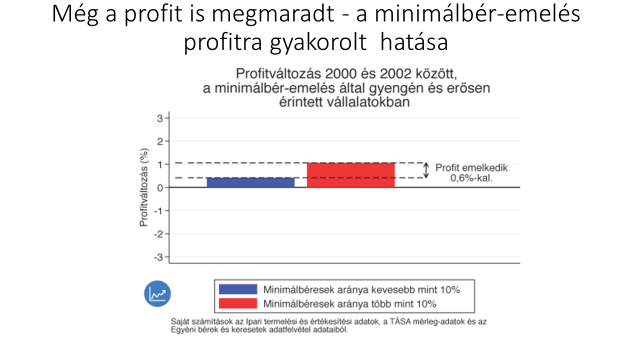 Még a profit is megmaradt - a minimálbér-emelés
profitra gyakorolt hatása
Profitváltozás 2000 és 2002 között,
a minimálbér-emelés által gyengén és erősen
érintett vállalatokban
Profitváltozás (%)
3
2
1
0
-1
-2
-3
Profit emelkedik
0,6%-kal.
Minimálbéresek aránya kevesebb mint 10%
Minimálbéresek aránya több mint 10%
Saját számítások az Ipari termelési és értékesítési adatok, a TÁSA mérleg-adatok és az
Egyéni bérek és keresetek adatfelvétel adataiból.